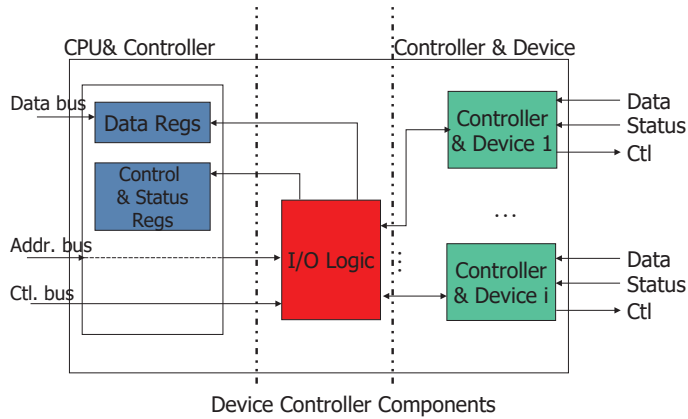 CPU& Controller
Controller & Device
Data bus
Data Regs
Control
& Status
Regs
Addr. bus
Ctl. bus
I/O Logic
Controller
& Device 1
Data
Status
Ctl
...
Controller
& Device i
Data
Status
Ctl
Device Controller Components